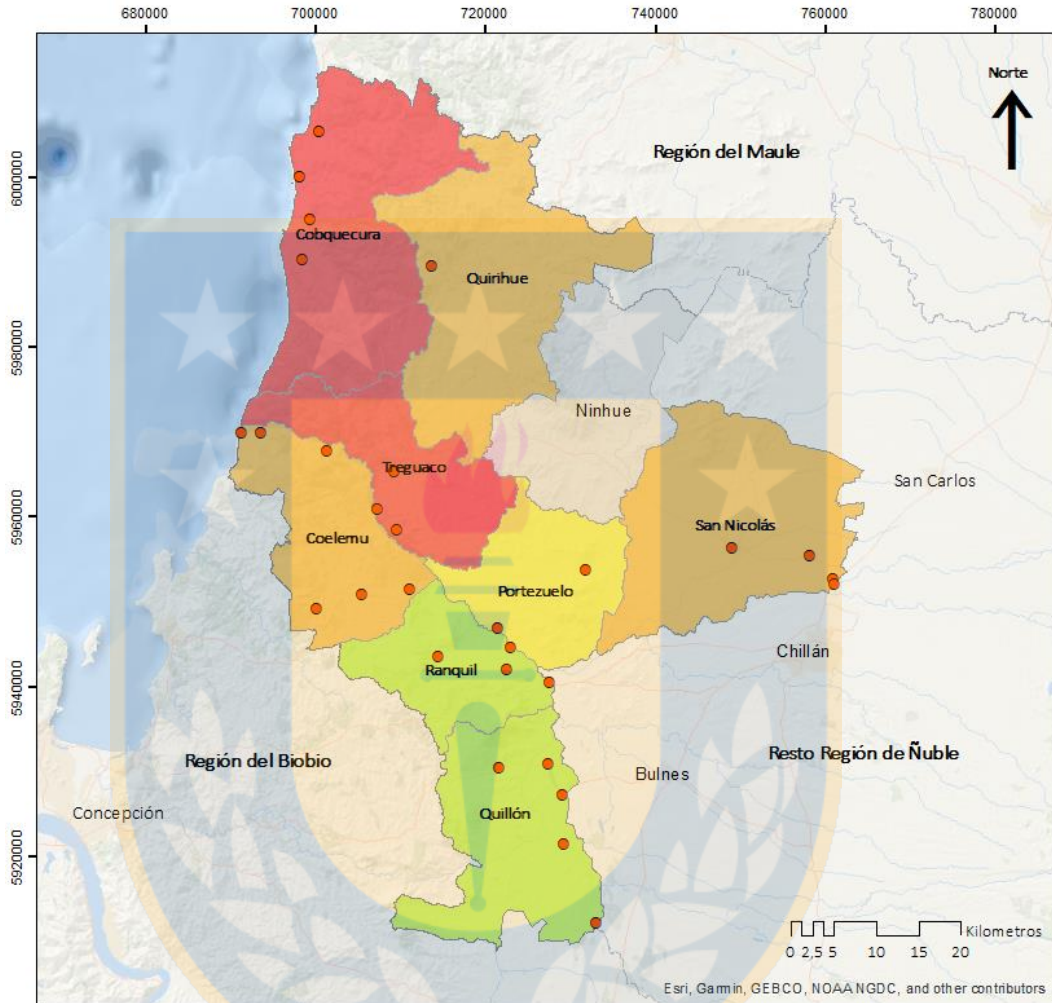 680000 700000 720000 740000 760000 780000
Norte
Región del Maule
6000000
Cobquecura
Quirihue
5980000
Ninhue
Treguaco
San Carlos
5960000
San Nicolás
Coelemu
Portezuelo
Chillán
Ranquil
5940000
Región del Biobio
Resto Región de Ñuble
Bulnes
Concepción
Quillón
5920000
Kilometros
0 2,5 5 10 15 20
Esri, Garmin, GEBCO, NOAA NGDC, and other contributors